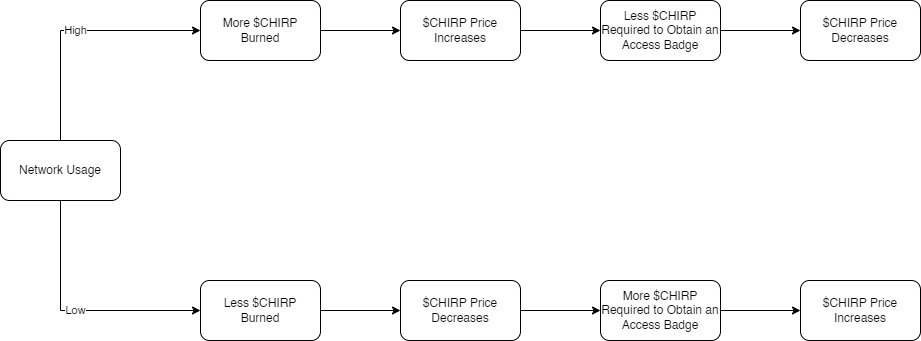 High
More $CHIRP
Burned
$CHIRP Price
Increases
Less $CHIRP
Required to Obtain an
Access Badge
$CHIRP Price
Decreases
Network Usage
Low
Less $CHIRP
Burned
$CHIRP Price
Decreases
More $CHIRP
Required to Obtain an
Access Badge
$CHIRP Price
Increases